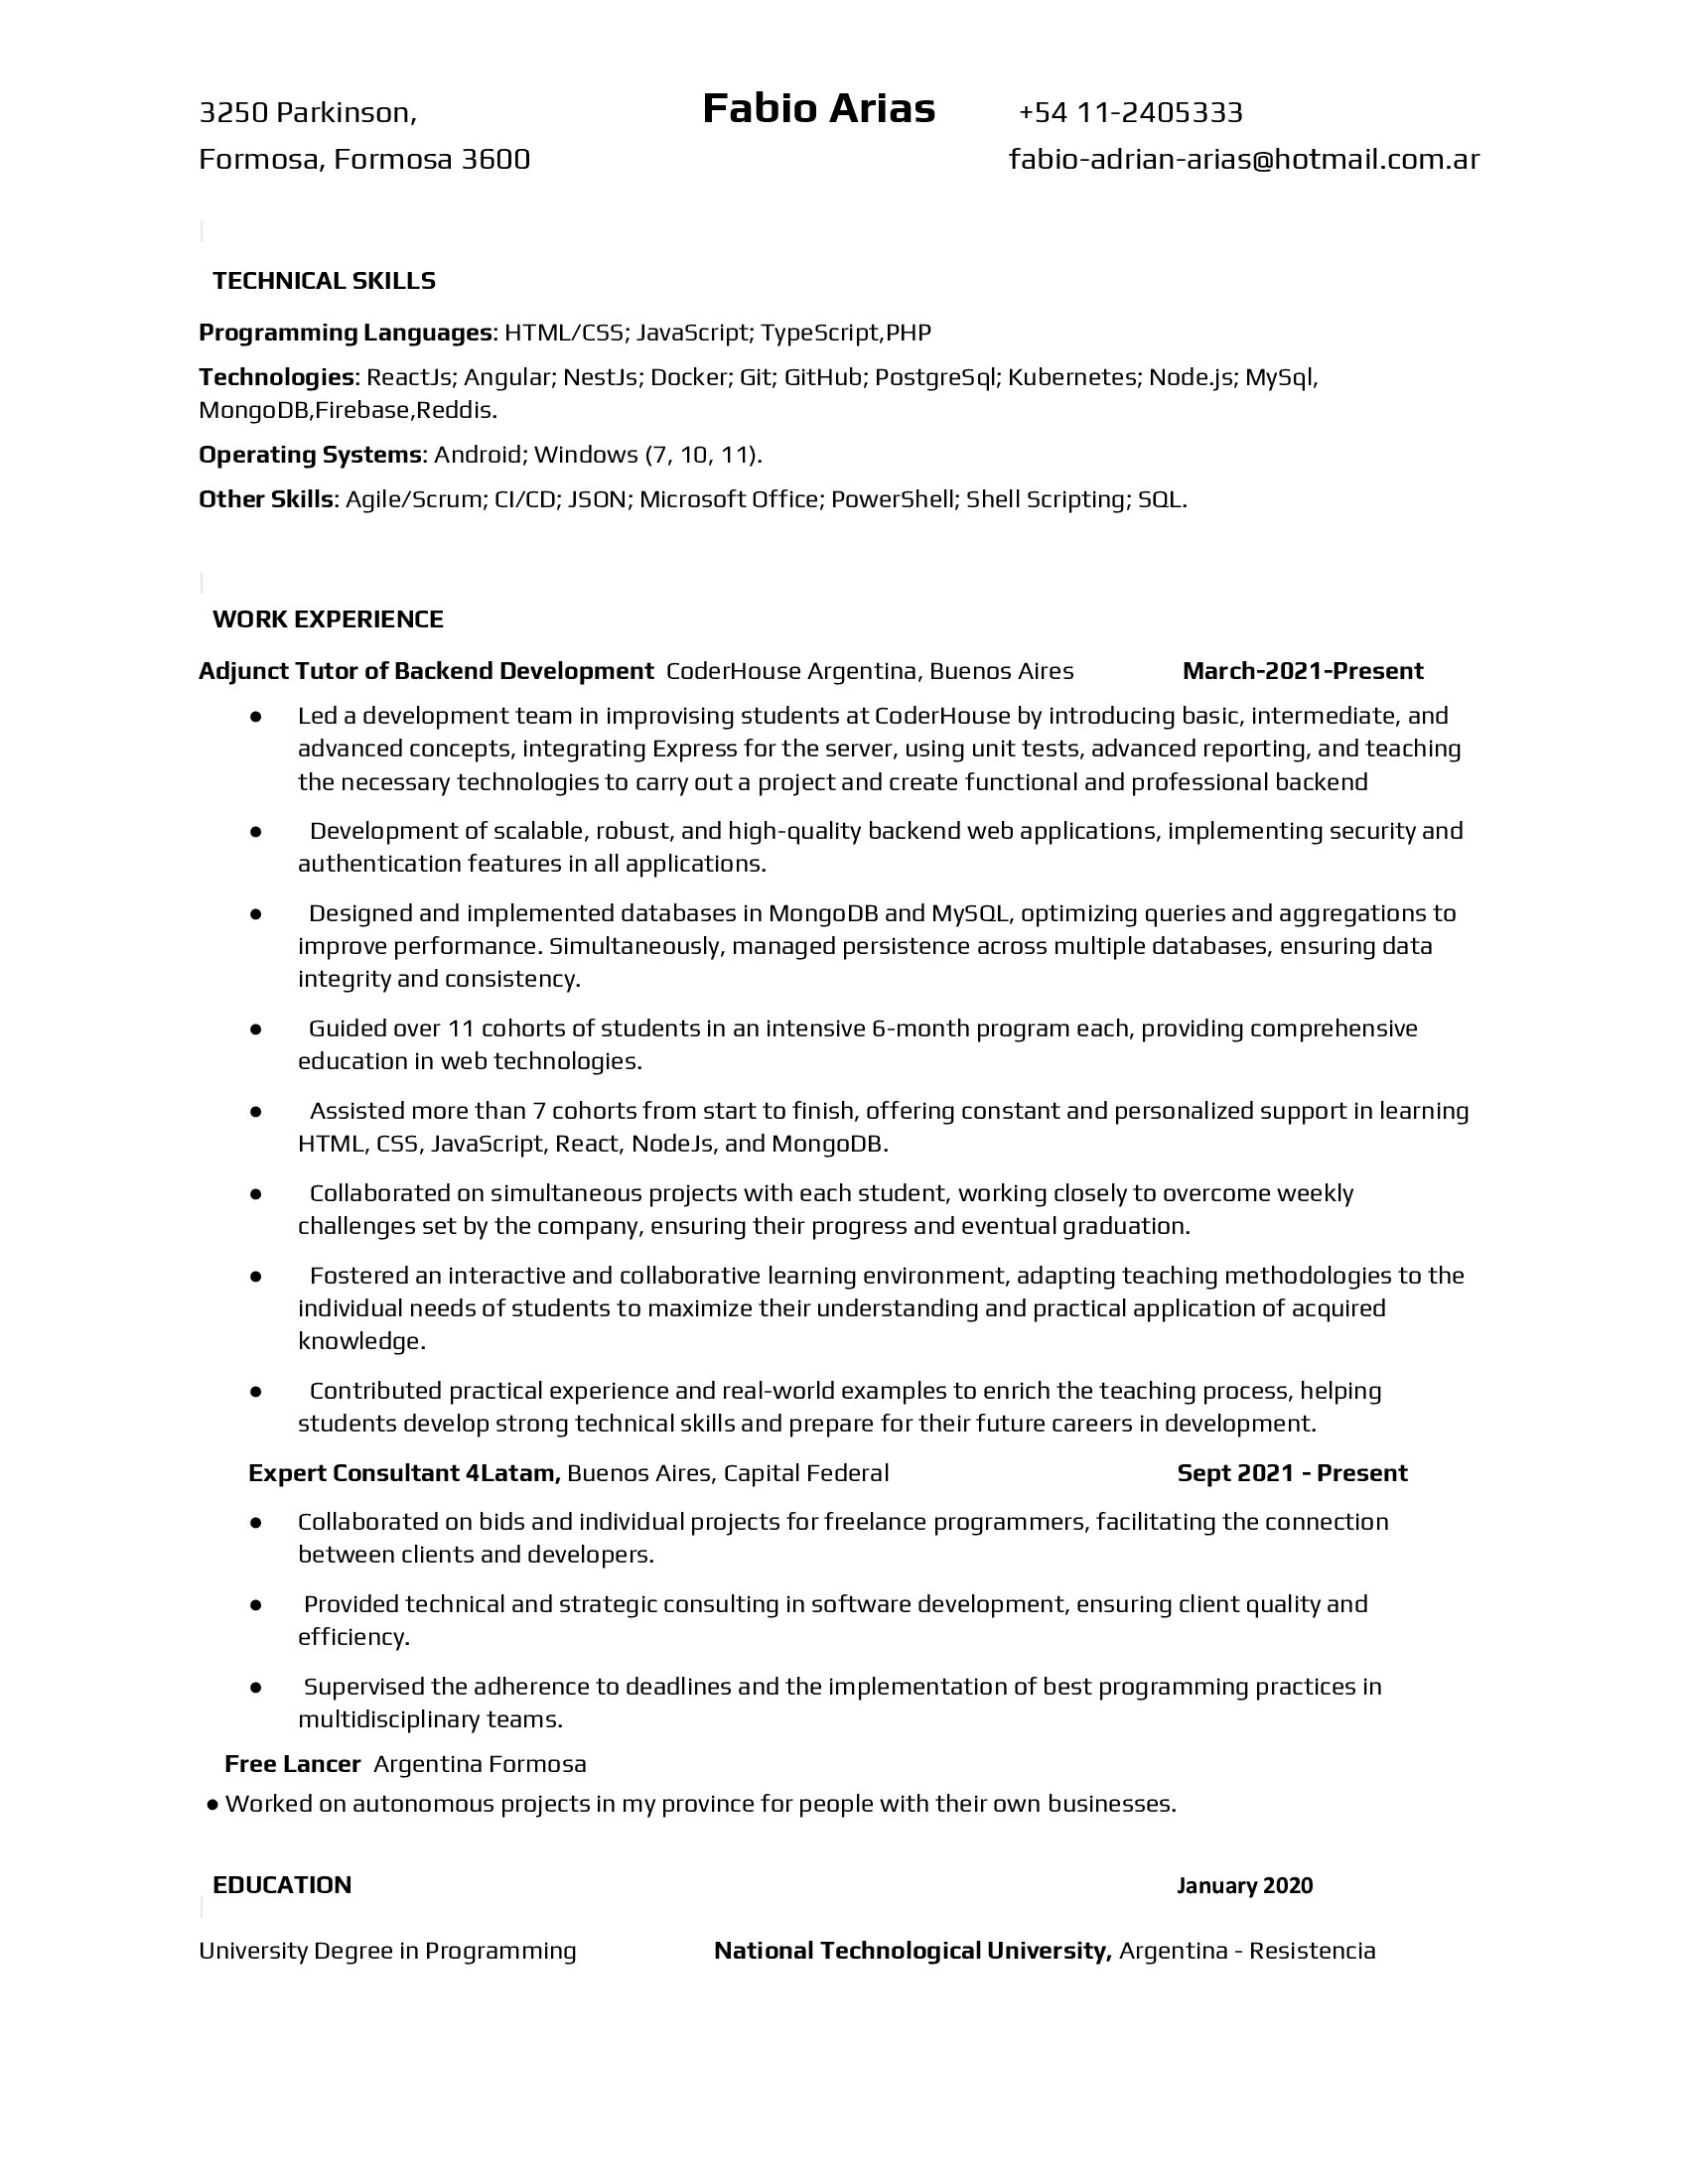 3250 Parkinson, Fabio Arias +54 11-2405333
Formosa, Formosa 3600 fabio-adrian-arias@hotmail.com.ar
TECHNICAL SKILLS
Programming Languages: HTML/CSS; JavaScript; TypeScript,PHP
Technologies: ReactJs; Angular; NestJs; Docker; Git; GitHub; PostgreSql; Kubernetes; Node.js; MySql,
MongoDB,Firebase,Reddis.
Operating Systems: Android; Windows (7, 10, 11).
Other Skills: Agile/Scrum; CI/CD; JSON; Microsoft Office; PowerShell; Shell Scripting; SQL.
WORK EXPERIENCE
Adjunct Tutor of Backend Development CoderHouse Argentina, Buenos Aires March-2021-Present
● Led a development team in improvising students at CoderHouse by introducing basic, intermediate, and
advanced concepts, integrating Express for the server, using unit tests, advanced reporting, and teaching
the necessary technologies to carry out a project and create functional and professional backend
● Development of scalable, robust, and high-quality backend web applications, implementing security and
authentication features in all applications.
● Designed and implemented databases in MongoDB and MySQL, optimizing queries and aggregations to
improve performance. Simultaneously, managed persistence across multiple databases, ensuring data
integrity and consistency.
● Guided over 11 cohorts of students in an intensive 6-month program each, providing comprehensive
education in web technologies.
● Assisted more than 7 cohorts from start to finish, offering constant and personalized support in learning
HTML, CSS, JavaScript, React, NodeJs, and MongoDB.
● Collaborated on simultaneous projects with each student, working closely to overcome weekly
challenges set by the company, ensuring their progress and eventual graduation.
● Fostered an interactive and collaborative learning environment, adapting teaching methodologies to the
individual needs of students to maximize their understanding and practical application of acquired
knowledge.
● Contributed practical experience and real-world examples to enrich the teaching process, helping
students develop strong technical skills and prepare for their future careers in development.
Expert Consultant 4Latam, Buenos Aires, Capital Federal Sept 2021 - Present
● Collaborated on bids and individual projects for freelance programmers, facilitating the connection
between clients and developers.
● Provided technical and strategic consulting in software development, ensuring client quality and
efficiency.
● Supervised the adherence to deadlines and the implementation of best programming practices in
multidisciplinary teams.
Free Lancer Argentina Formosa
● Worked on autonomous projects in my province for people with their own businesses.
EDUCATION January 2020
University Degree in Programming National Technological University, Argentina - Resistencia